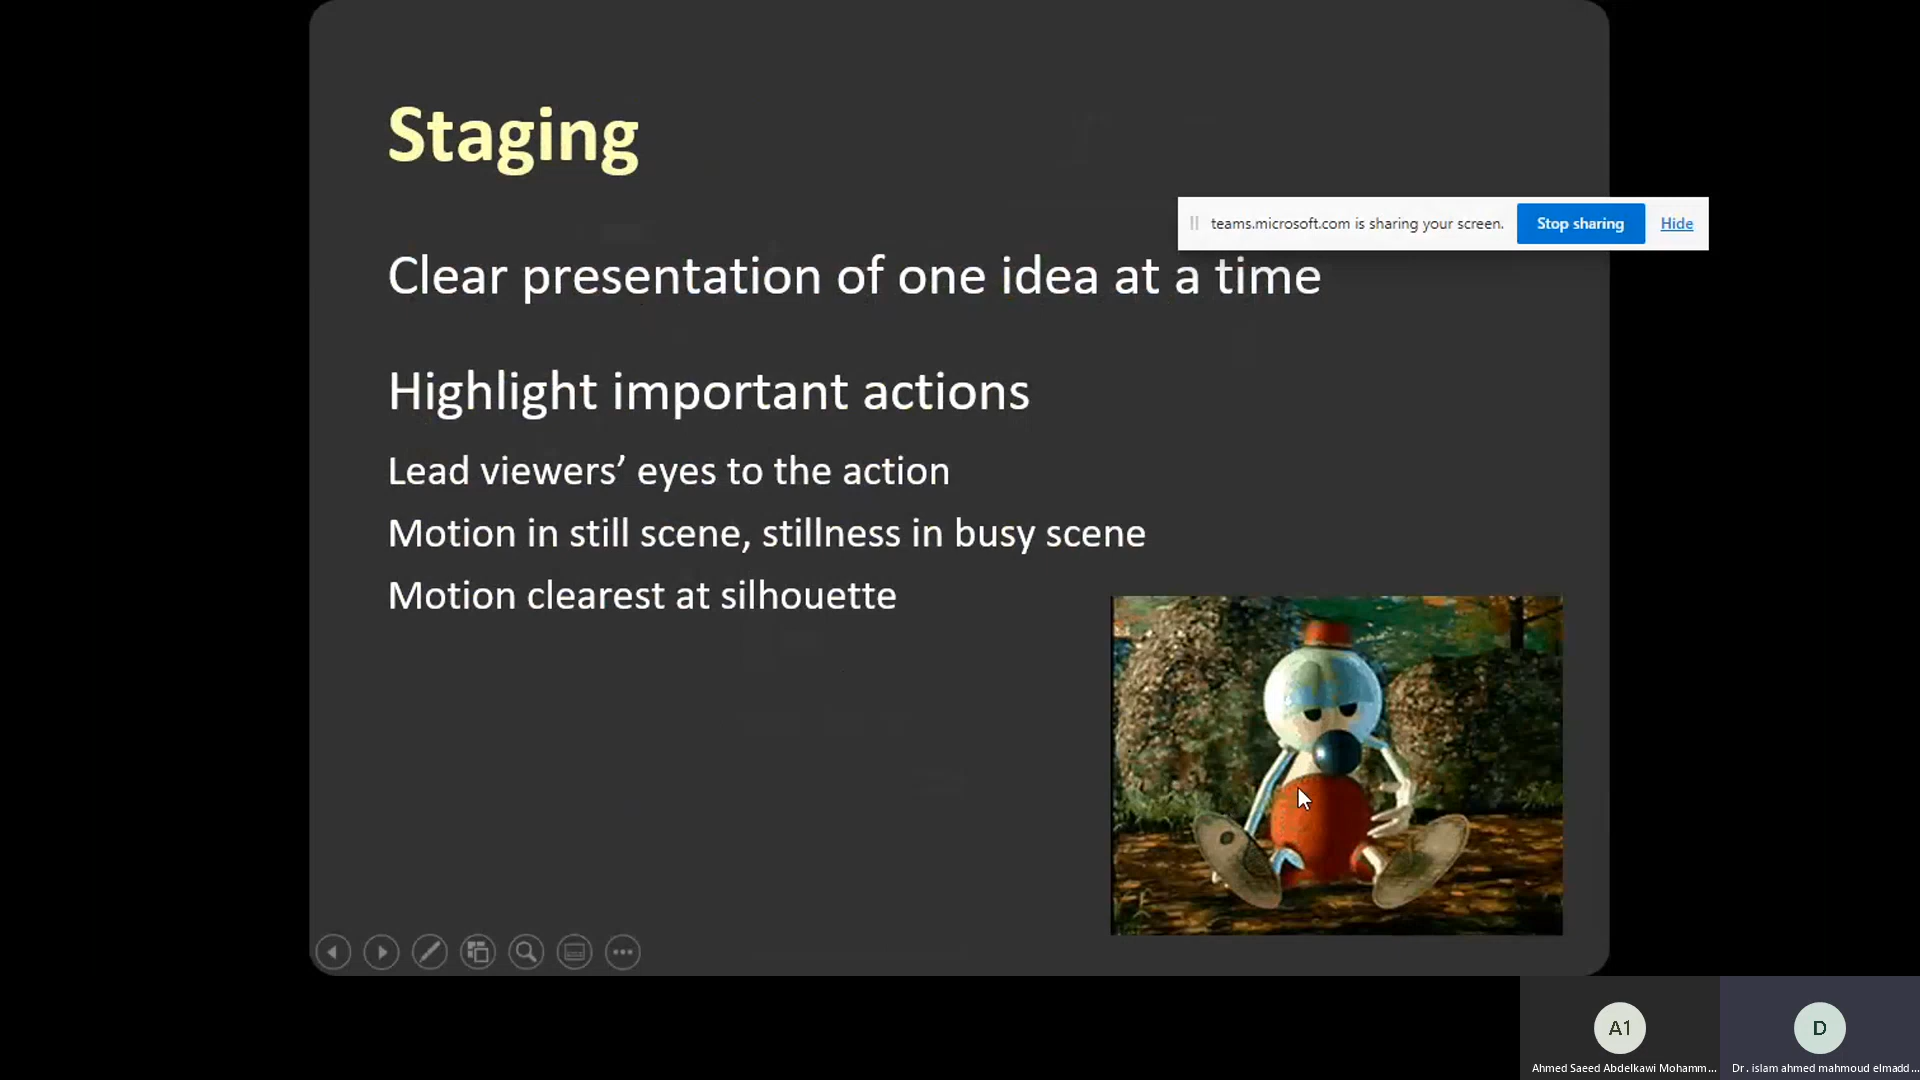 Staging
teams.microsoft.com is sharing your screen. Stop sharing Hide
Clear presentation of one idea at a time
Highlight important actions
Lead viewers’ eyes to the action
Motion in still scene, stillness in busy scene
Motion clearest at silhouette
A1
D
Ahmed Saeed Abdelkawi Mohamm...
Dr. islam ahmed mahmoud elmadd...